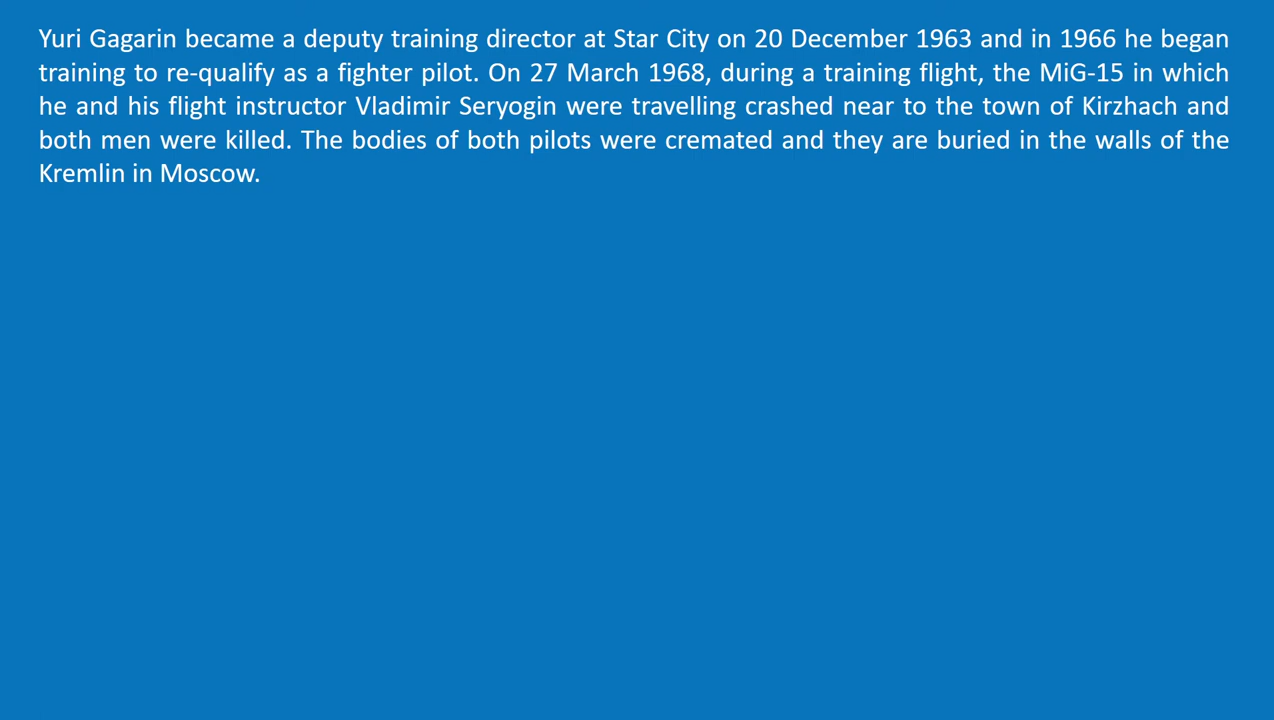 Yuri Gagarin became a deputy training director at Star City on 20 December 1963 and in 1966 he began
training to re-qualify as a fighter pilot. On 27 March 1968, during a training flight, the MiG-15 in which
he and his flight instructor Vladimir Seryogin were travelling crashed near to the town of Kirzhach and
both men were killed. The bodies of both pilots were cremated and they are buried in the walls of the
Kremlin in Moscow.